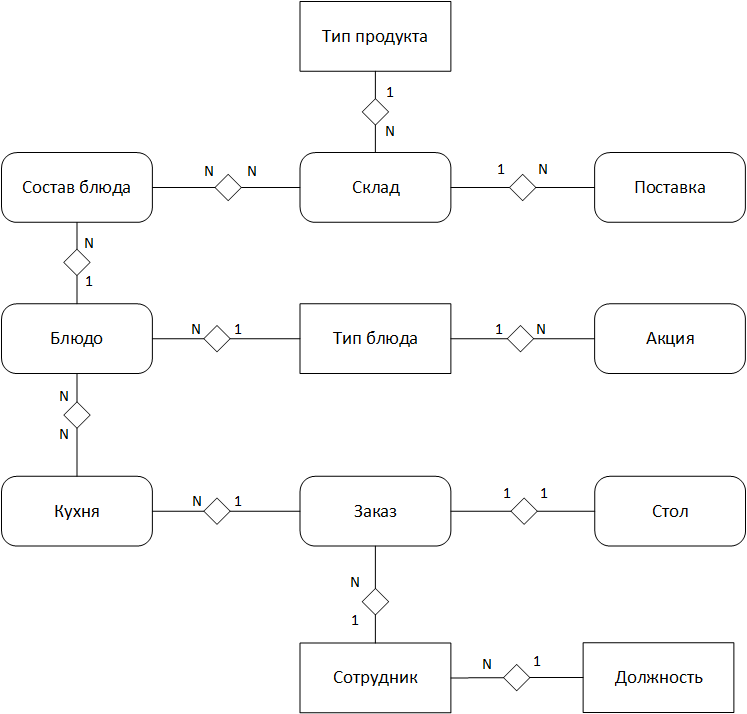 Тип продукта
1
N
Состав блюда
N N
Склад
1 N
Поставка
N
1
Блюдо
N 1
Тип блюда
1 N
Акция
N
N
Кухня
N 1
Заказ
1 1
Стол
N
1
Сотрудник
N 1
Должность